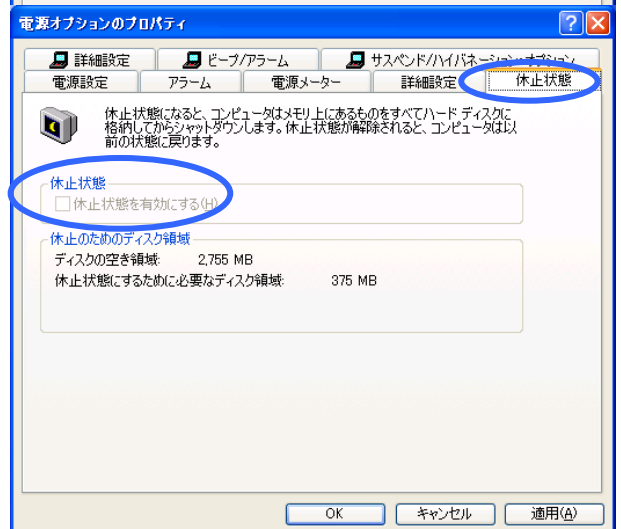 電源オプションのプロパティ
詳細設定
ビープ/アラーム
サスペンド/ハイバネーション オプション
電源設定
アラーム
電源メーター
詳細設定
休止状態
休止状態になると、コンピュータはメモリ上にあるものをすべてハード ディスクに
格納してからシャットダウンします。休止状態が解除されると、コンピュータは以
前の状態に戻ります。
休止状態
休止状態を有効にする(H)
休止のためのディスク領域
ディスクの空き領域: 2,755 MB
休止状態にするために必要なディスク領域: 375 MB
OK
キャンセル
適用(A)